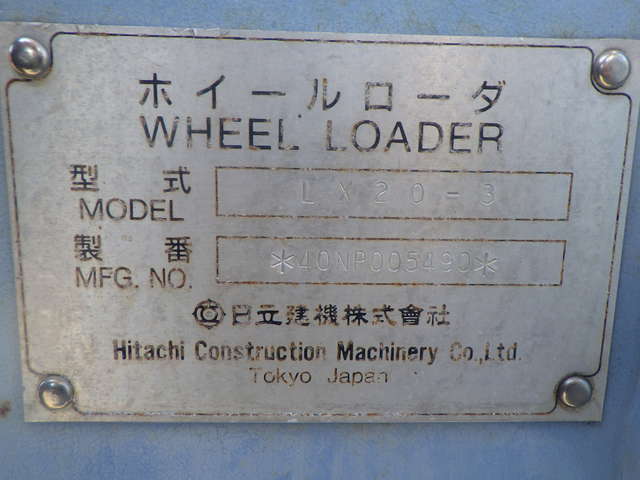 ホイールローダ
WHEEL LOADER
型式 LX20-3
MODEL
製番 *40NP005490*
MFG. NO.
日立建機株式會社
Hitachi Construction Machinery Co.,Ltd.
Tokyo Japan